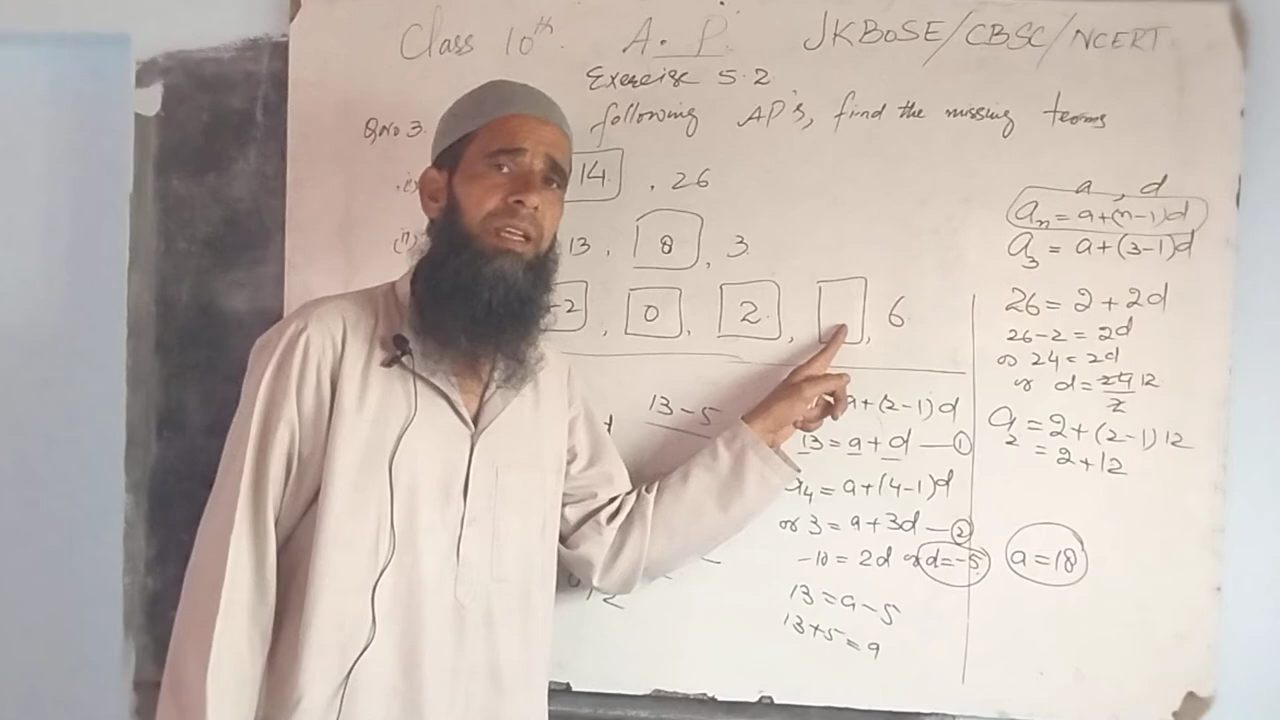 Class 10th. A.P. JKBOSE/CBSC/NCERT
Exercise 5.2
QNo 3. following AP's, find the missing terms
14, 26
13, 8, 3
-2, 0, 2, , 6
13-5
a+(2-1)d
13 = a+d —①
4 = a+(4-1)d
or 3 = a+3d —②
-10 = 2d or d=-5
13 = a-5
13+5 = a
a, d
aₙ = a+(n-1)d
a₃ = a+(3-1)d
26 = 2+2d
26-2 = 2d
or 24 = 2d
or d = 24/2 12
a₂ = 2+(2-1)12
= 2+12
a=18